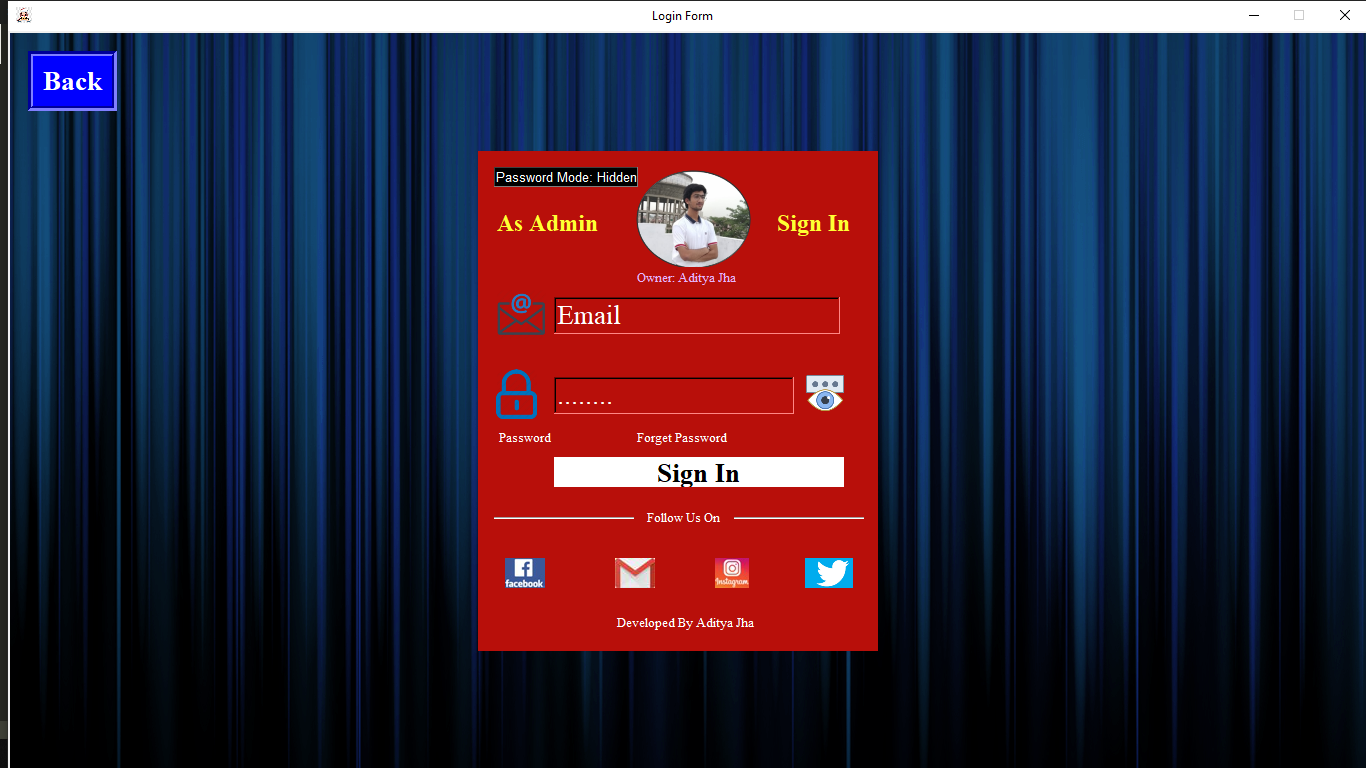 Login Form
Back
Password Mode: Hidden
As Admin
Sign In
Owner: Aditya Jha
@
Email
........
Password
Forget Password
Sign In
Follow Us On
facebook
Instagram
Developed By Aditya Jha